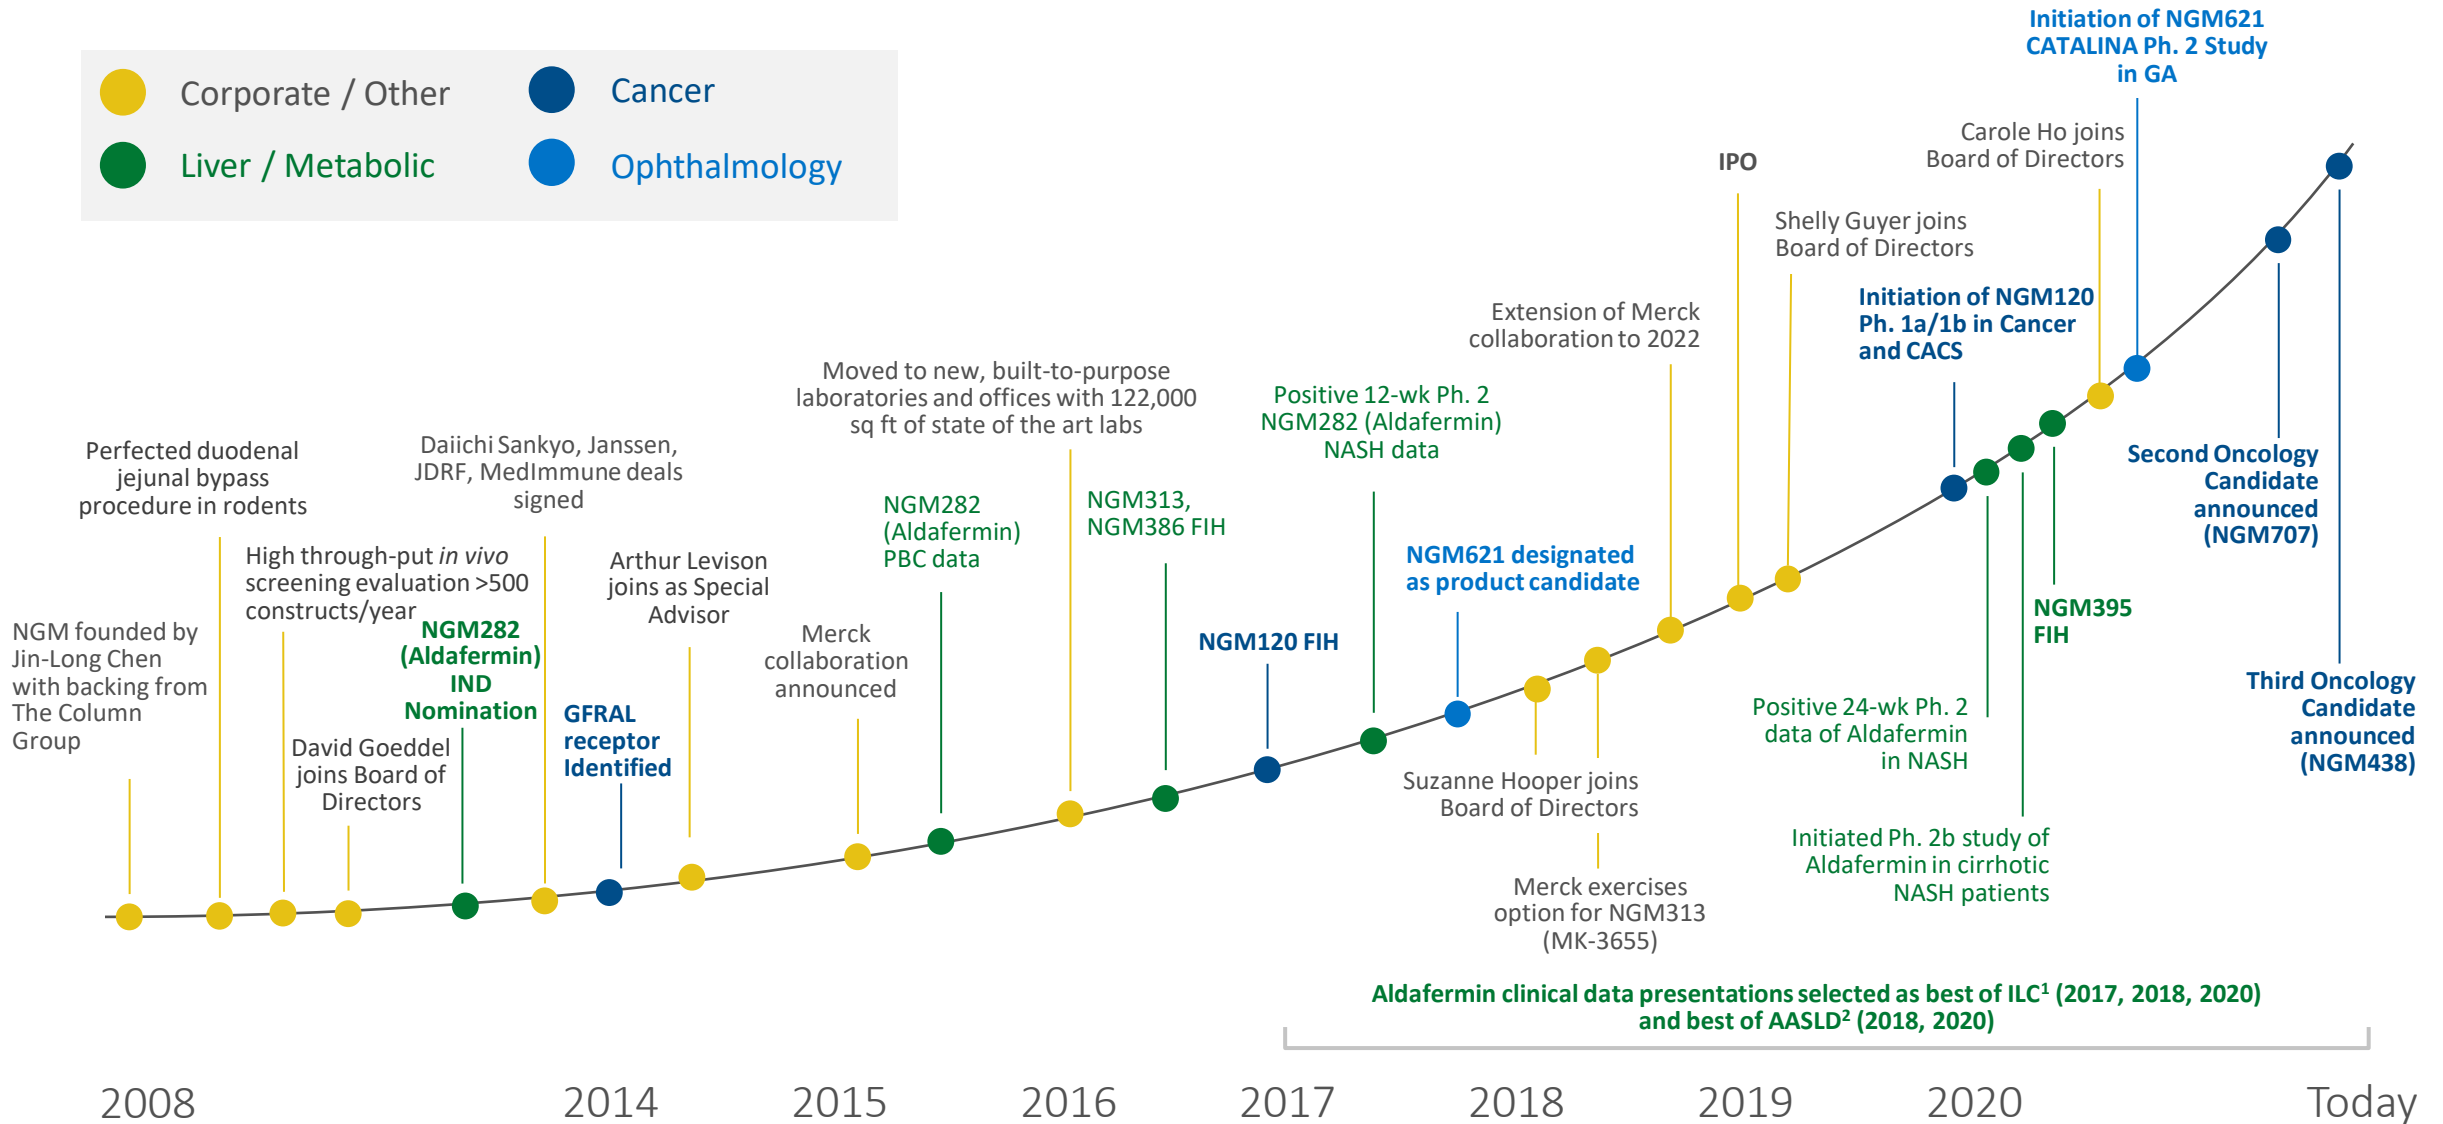 Corporate / Other
Liver / Metabolic
Cancer
Ophthalmology
NGM founded by
Jin-Long Chen
with backing from
The Column
Group
Perfected duodenal
jejunal bypass
procedure in rodents
High through-put in vivo
screening evaluation >500
constructs/year
David Goeddel
joins Board of
Directors
NGM282
(Aldafermin)
IND
Nomination
Daiichi Sankyo, Janssen,
JDRF, MedImmune deals
signed
GFRAL
receptor
Identified
Arthur Levison
joins as Special
Advisor
Merck
collaboration
announced
NGM282
(Aldafermin)
PBC data
Moved to new, built-to-purpose
laboratories and offices with 122,000
sq ft of state of the art labs
NGM313,
NGM386 FIH
NGM120 FIH
Positive 12-wk Ph. 2
NGM282 (Aldafermin)
NASH data
NGM621 designated
as product candidate
Suzanne Hooper joins
Board of Directors
Merck exercises
option for NGM313
(MK-3655)
Extension of Merck
collaboration to 2022
IPO
Shelly Guyer joins
Board of Directors
Initiation of NGM120
Ph. 1a/1b in Cancer
and CACS
Positive 24-wk Ph. 2
data of Aldafermin
in NASH
Initiated Ph. 2b study of
Aldafermin in cirrhotic
NASH patients
NGM395
FIH
Carole Ho joins
Board of Directors
Initiation of NGM621
CATALINA Ph. 2 Study
in GA
Second Oncology
Candidate
announced
(NGM707)
Third Oncology
Candidate
announced
(NGM438)
Aldafermin clinical data presentations selected as best of ILC¹ (2017, 2018, 2020)
and best of AASLD² (2018, 2020)
2008
2014
2015
2016
2017
2018
2019
2020
Today